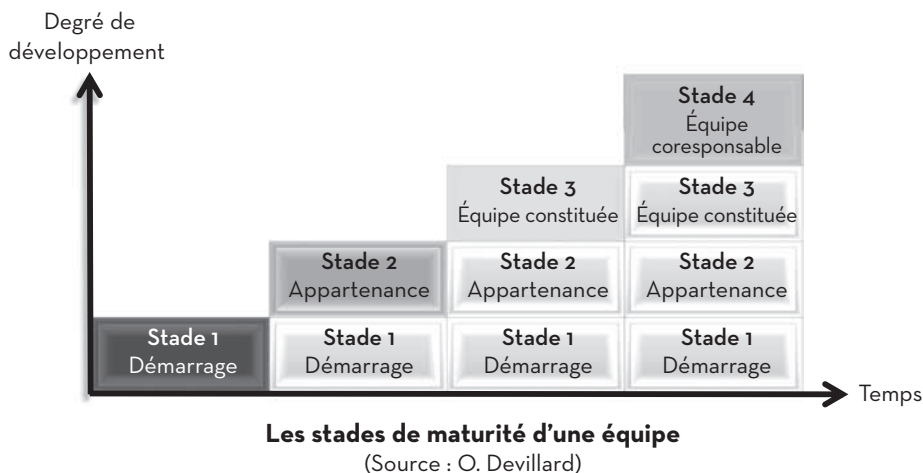 Degré de
développement
Stade 4
Équipe
coresponsable
Stade 3
Équipe constituée
Stade 3
Équipe constituée
Stade 2
Appartenance
Stade 2
Appartenance
Stade 2
Appartenance
Stade 1
Démarrage
Stade 1
Démarrage
Stade 1
Démarrage
Stade 1
Démarrage
Temps
Les stades de maturité d’une équipe
(Source : O. Devillard)